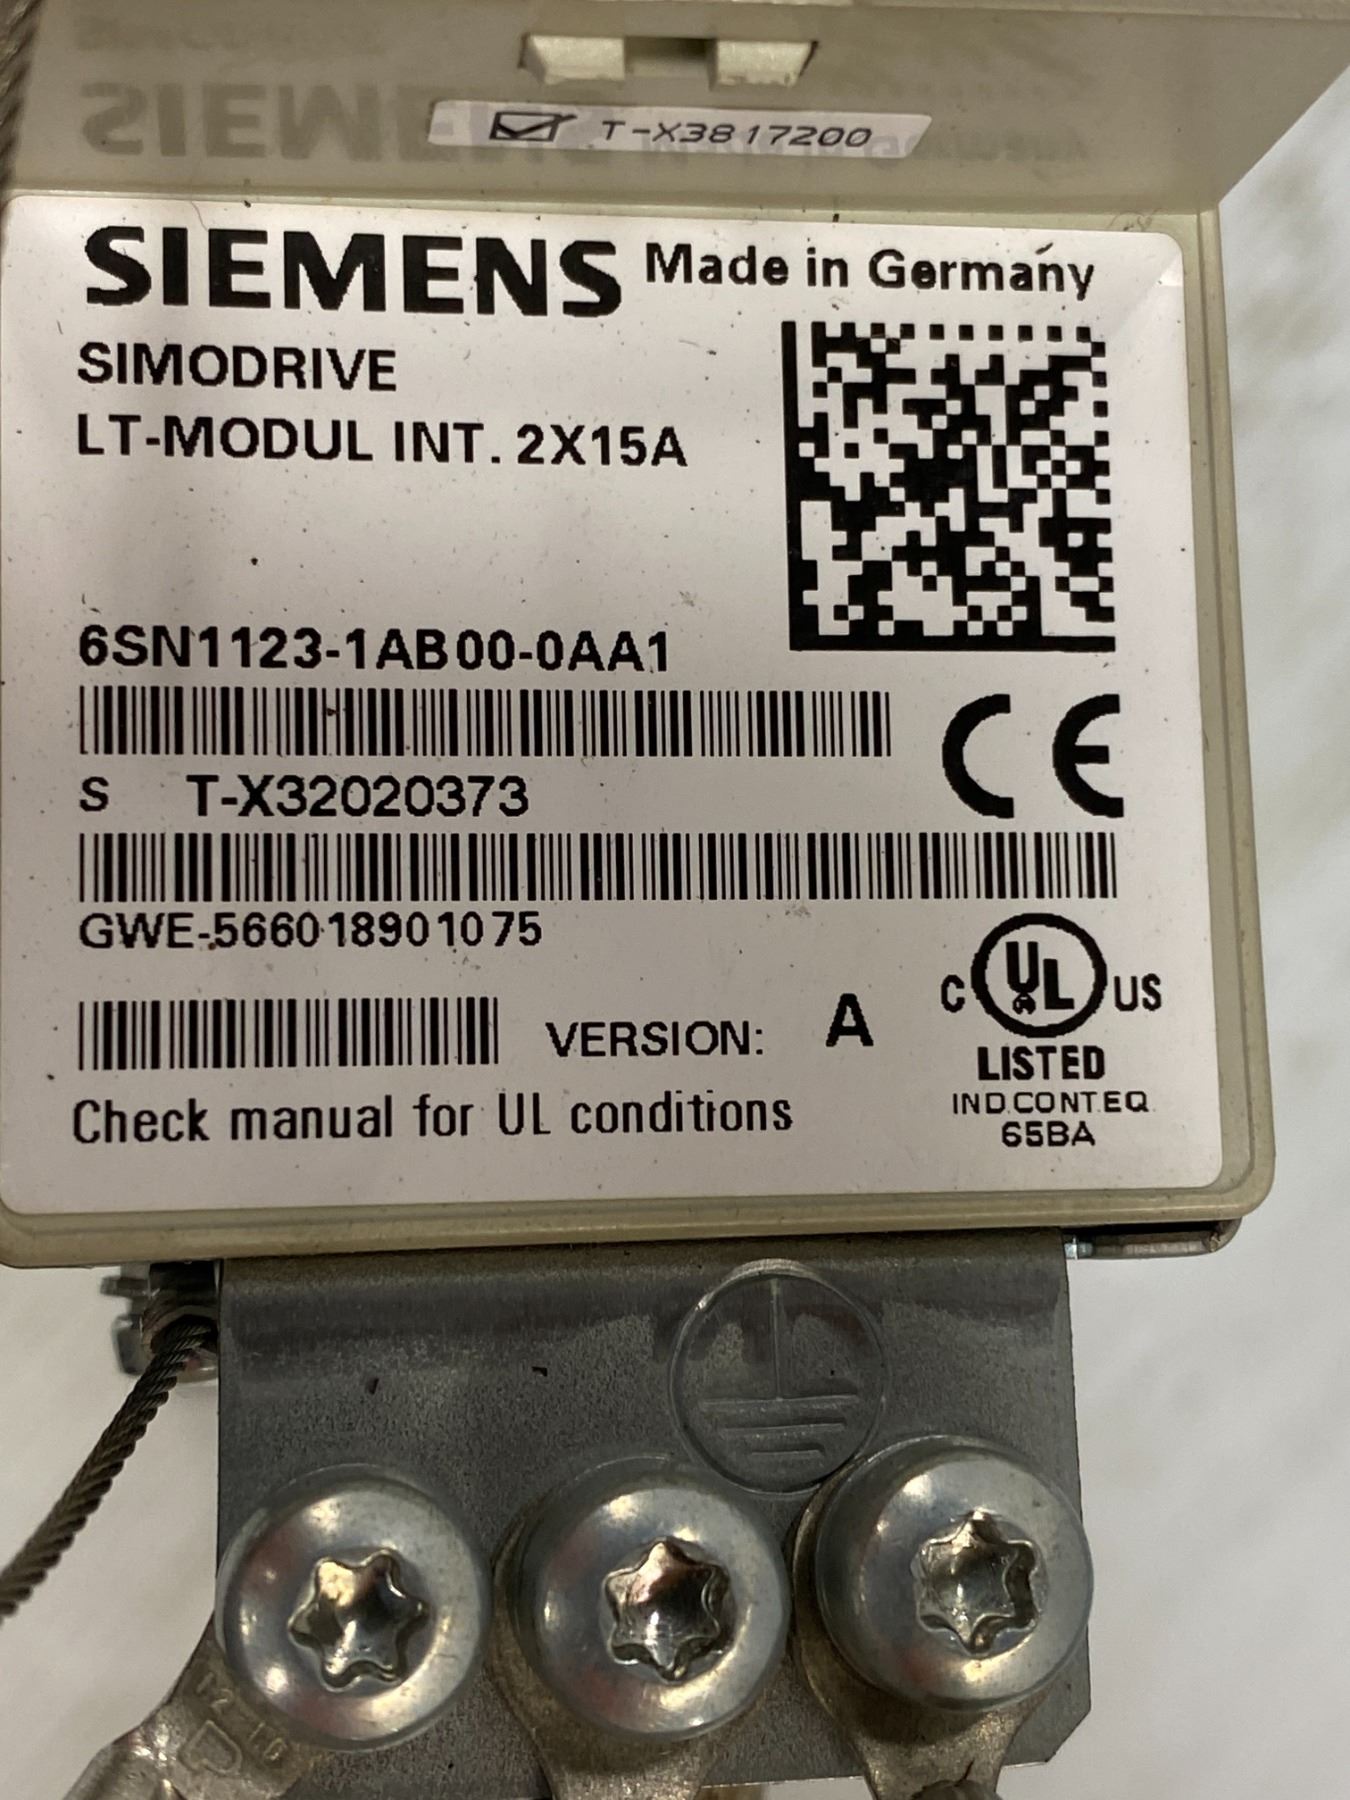 T-X3817200
SIEMENS Made in Germany
SIMODRIVE
LT-MODUL INT. 2X15A
6SN1123-1AB00-0AA1
S T-X32020373
GWE-566018901075
VERSION: A
C UL US
LISTED
IND.CONT.EQ.
65BA
Check manual for UL conditions
CE